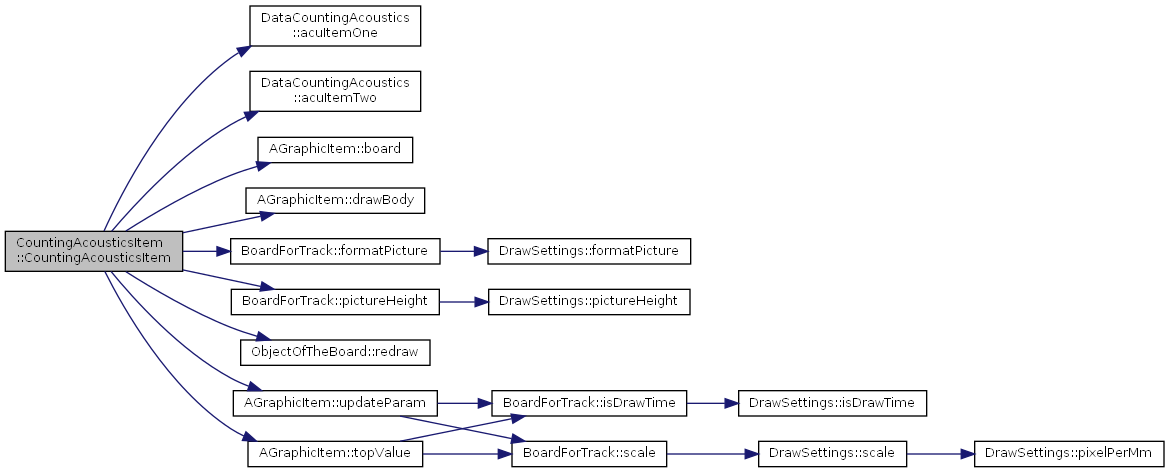 DataCountingAcoustics
::acuItemOne
DataCountingAcoustics
::acuItemTwo
AGraphicItem::board
AGraphicItem::drawBody
CountingAcousticsItem
::CountingAcousticsItem
BoardForTrack::formatPicture
DrawSettings::formatPicture
BoardForTrack::pictureHeight
DrawSettings::pictureHeight
ObjectOfTheBoard::redraw
AGraphicItem::updateParam
BoardForTrack::isDrawTime
DrawSettings::isDrawTime
AGraphicItem::topValue
BoardForTrack::scale
DrawSettings::scale
DrawSettings::pixelPerMm